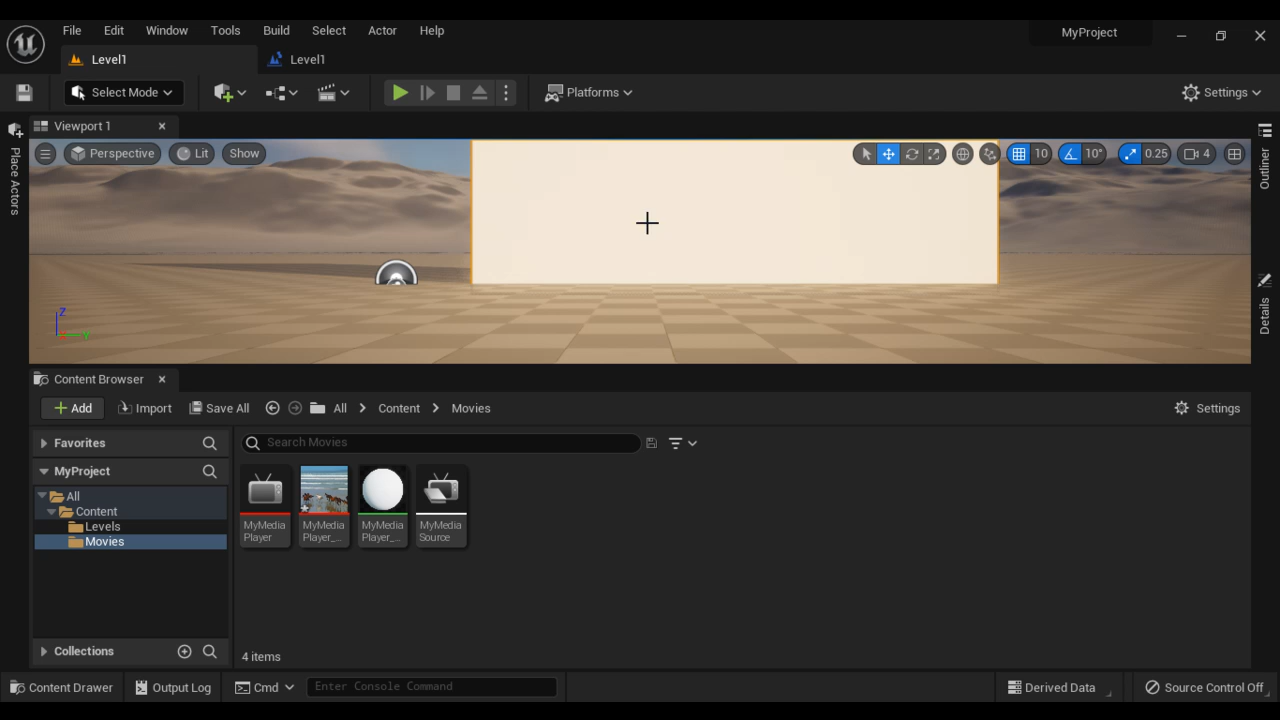 File Edit Window Tools Build Select Actor Help MyProject
Level1 Level1
Select Mode Platforms Settings
Viewport 1
Perspective Lit Show 10 10° 0.25 4
Place Actors
Outliner
Details
Z
Y
Content Browser
Add Import Save All All Content Movies Settings
Favorites Search Movies
MyProject
All
Content
Levels
Movies
MyMedia Player
MyMedia Player_...
MyMedia Player_...
MyMedia Source
Collections 4 items
Content Drawer Output Log Cmd Enter Console Command Derived Data Source Control Off